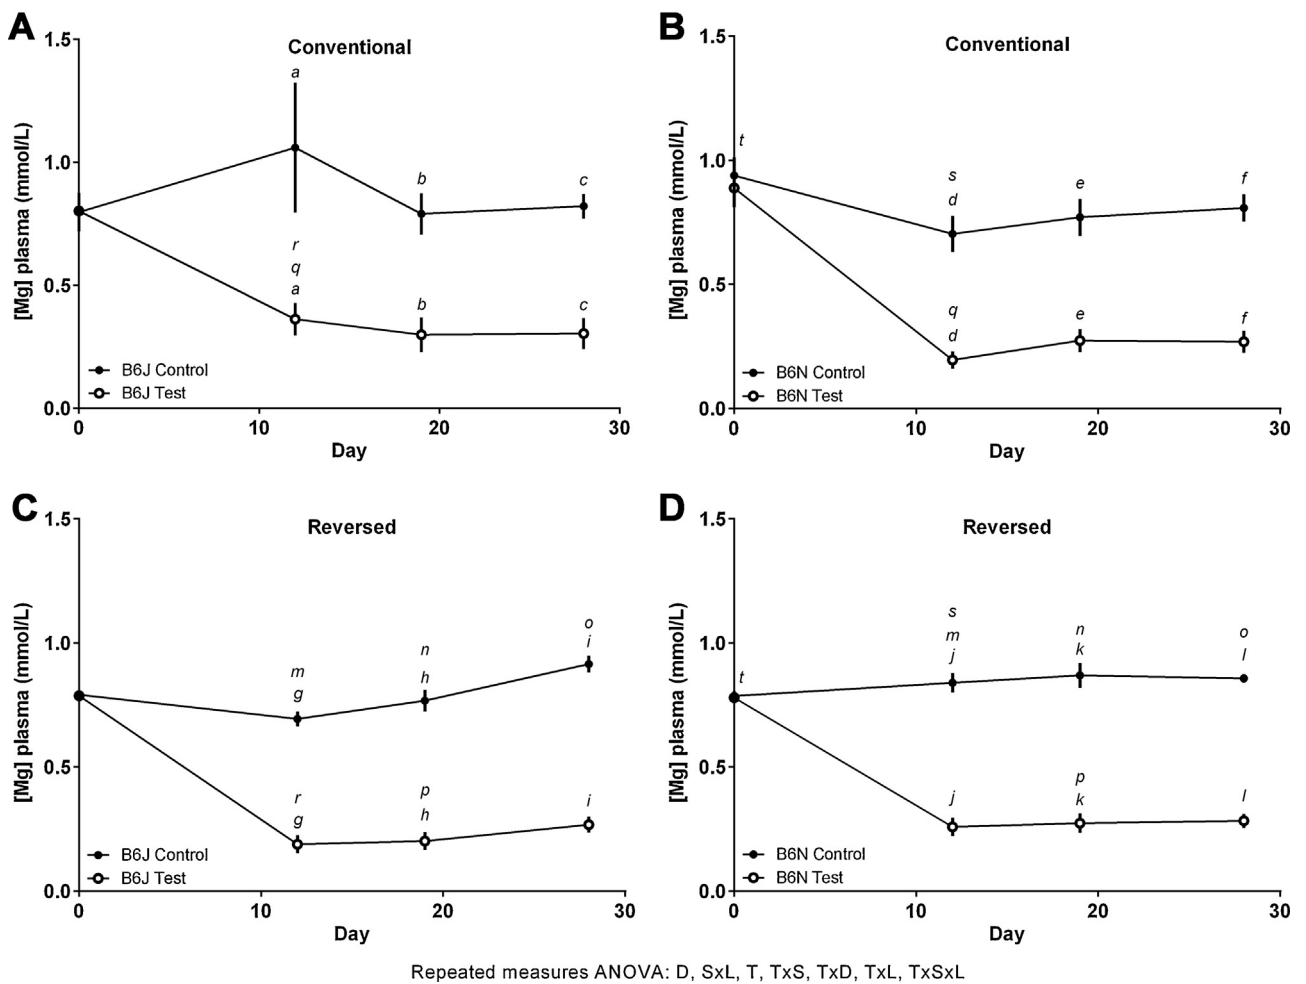 A
Conventional
1.5
1.0
0.5
0.0
[Mg] plasma (mmol/L)
a
b
c
r
q
a
b
c
B6J Control
B6J Test
0
10
20
30
Day
B
Conventional
1.5
1.0
0.5
0.0
[Mg] plasma (mmol/L)
t
s
d
e
f
q
d
e
f
B6N Control
B6N Test
0
10
20
30
Day
C
Reversed
1.5
1.0
0.5
0.0
[Mg] plasma (mmol/L)
m
g
n
h
o
i
r
g
p
h
i
B6J Control
B6J Test
0
10
20
30
Day
D
Reversed
1.5
1.0
0.5
0.0
[Mg] plasma (mmol/L)
t
s
m
j
n
k
o
l
j
p
k
l
B6N Control
B6N Test
0
10
20
30
Day
Repeated measures ANOVA: D, SxL, T, TxS, TxD, TxL, TxSxL